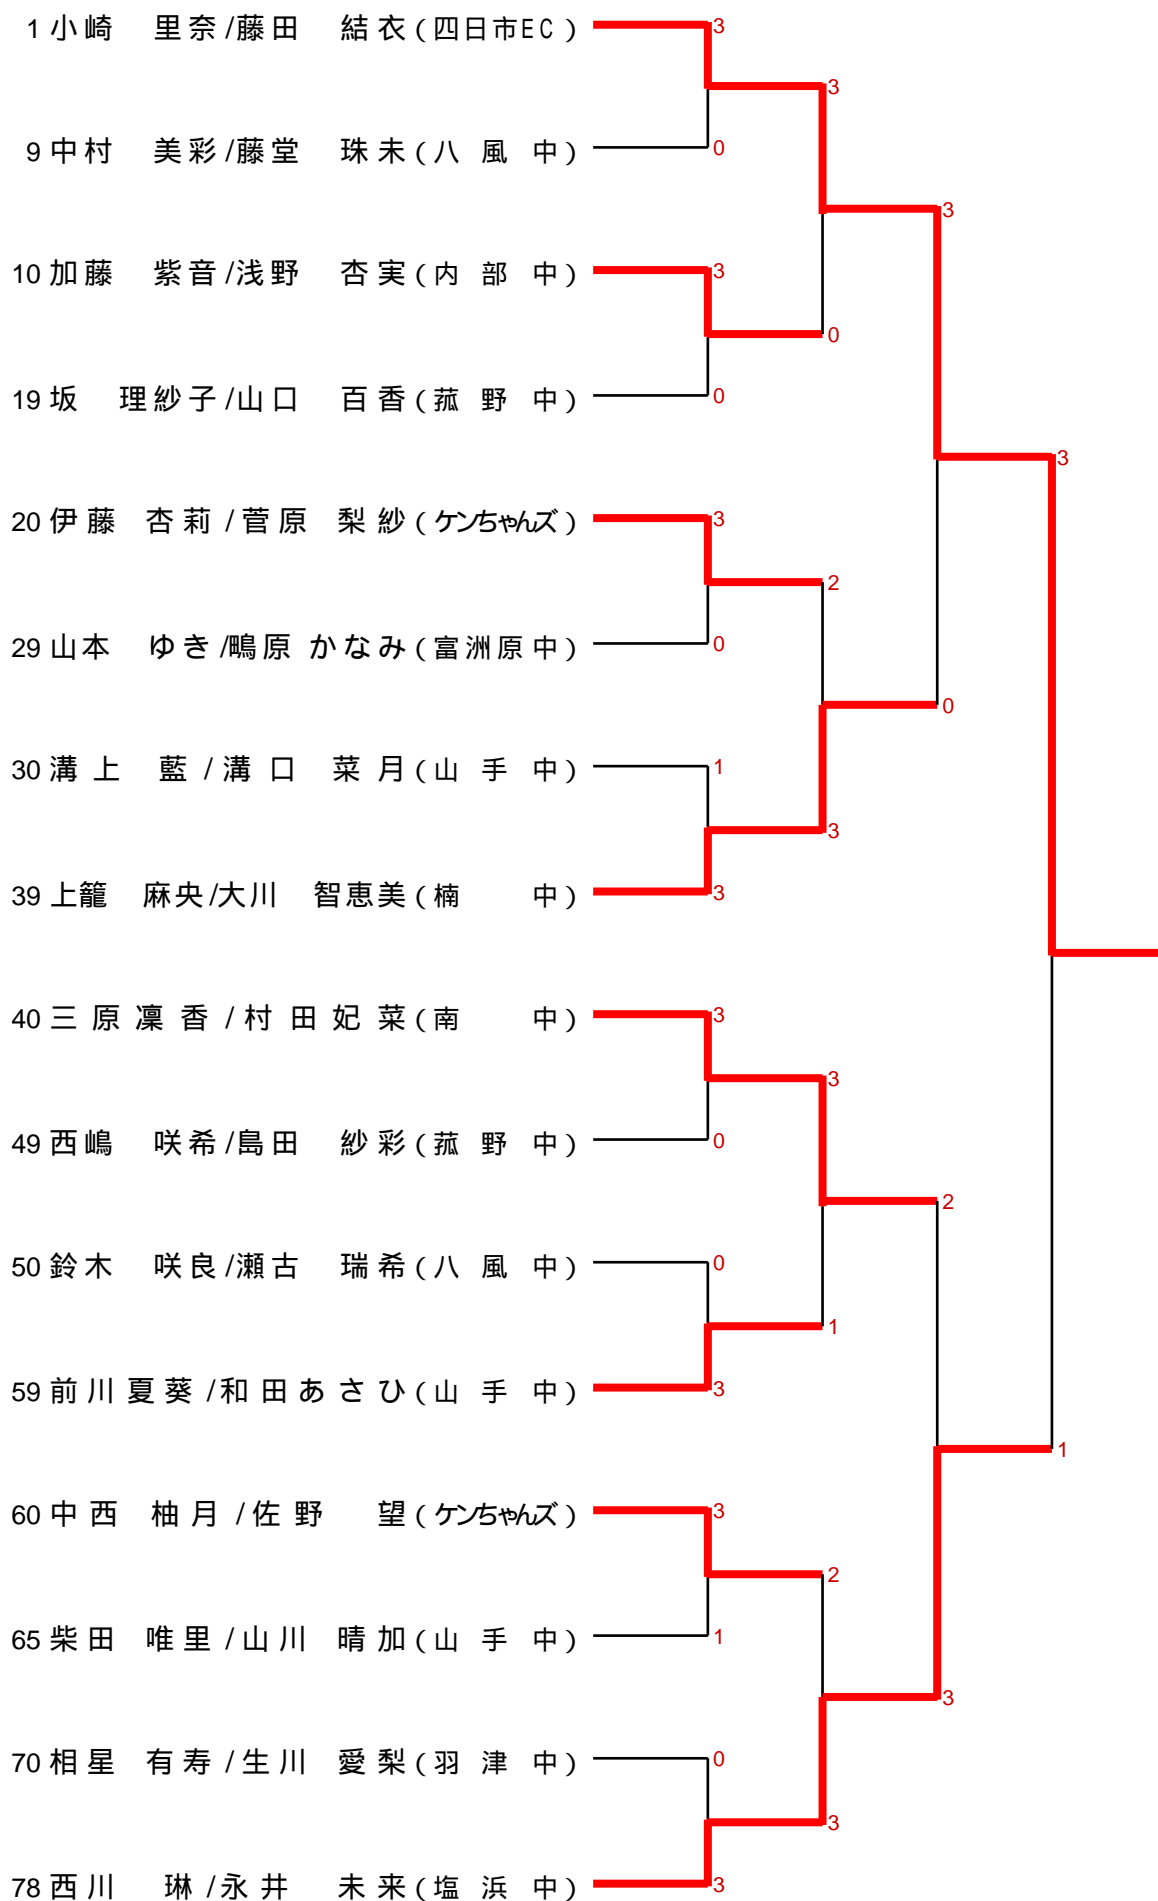 1 小崎 里奈/藤田 結衣(四日市EC) 3
3
9 中村 美彩/藤堂 珠未(八風中) 0
3
10 加藤 紫音/浅野 杏実(内部中) 3
0
19 坂 理紗子/山口 百香(菰野中) 0
3
20 伊藤 杏莉/菅原 梨紗(ケンちゃんズ) 3
2
29 山本 ゆき/鴫原 かなみ(富洲原中) 0
0
30 溝上 藍/溝口 菜月(山手中) 1
3
39 上籠 麻央/大川 智恵美(楠中) 3
40 三原凜香/村田妃菜(南中) 3
3
49 西嶋 咲希/島田 紗彩(菰野中) 0
2
50 鈴木 咲良/瀬古 瑞希(八風中) 0
1
59 前川夏葵/和田あさひ(山手中) 3
1
60 中西 柚月/佐野 望(ケンちゃんズ) 3
2
65 柴田 唯里/山川 晴加(山手中) 1
3
70 相星 有寿/生川 愛梨(羽津中) 0
3
78 西川 琳/永井 未来(塩浜中) 3